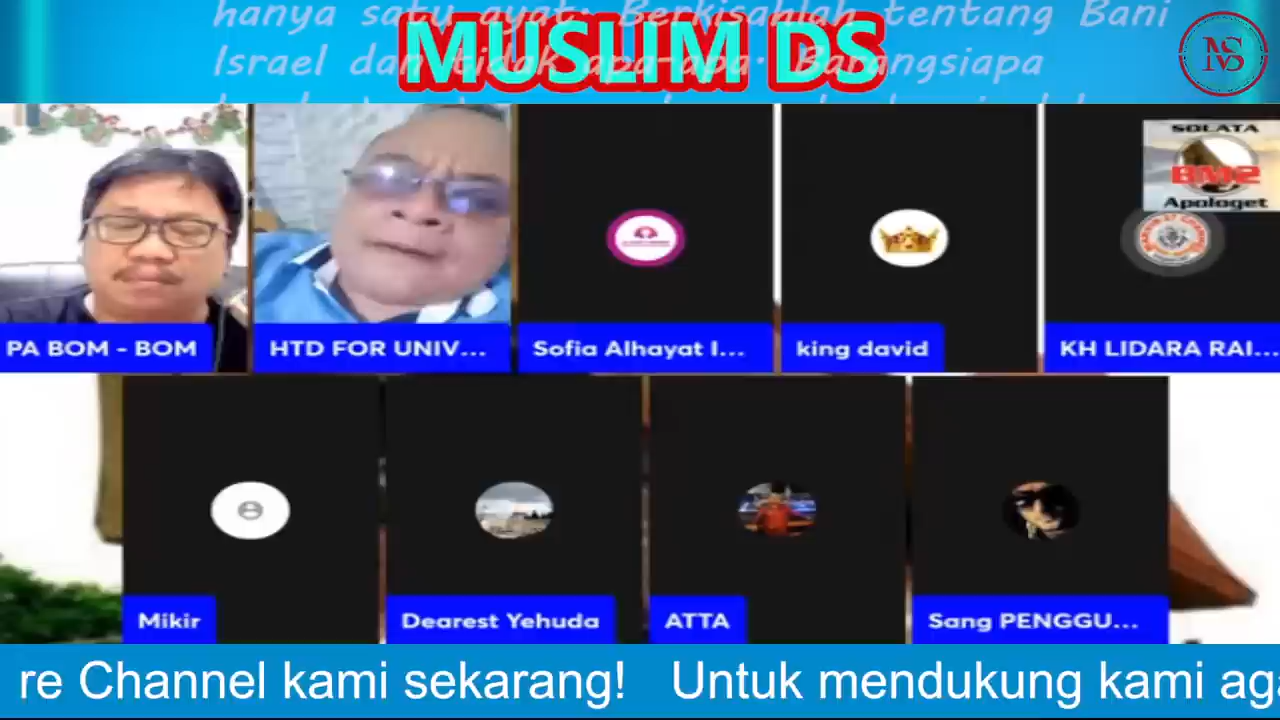 hanya satu ayat; Berkisahlah tentang Bani
Israel dan tidak apa-apa. Barangsiapa
MUSLIM DS
MS
SOLATA
BM2
Apologet
PA BOM - BOM
HTD FOR UNIV...
Sofia Alhayat I...
king david
KH LIDARA RAI...
Mikir
Dearest Yehuda
ATTA
Sang PENGGU...
re Channel kami sekarang! Untuk mendukung kami aga